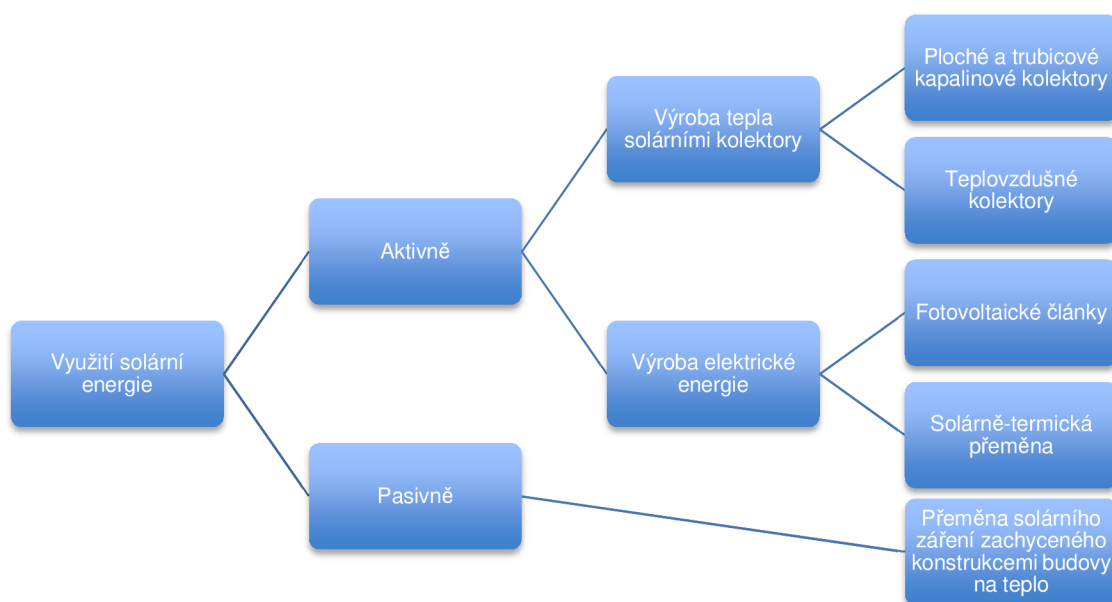 Využití solární
energie
Aktivně
Pasivně
Výroba tepla
solárními kolektory
Výroba elektrické
energie
Ploché a trubicové
kapalinové kolektory
Teplovzdušné
kolektory
Fotovoltaické články
Solárně-termická
přeměna
Přeměna solárního
záření zachyceného
konstrukcemi budovy
na teplo